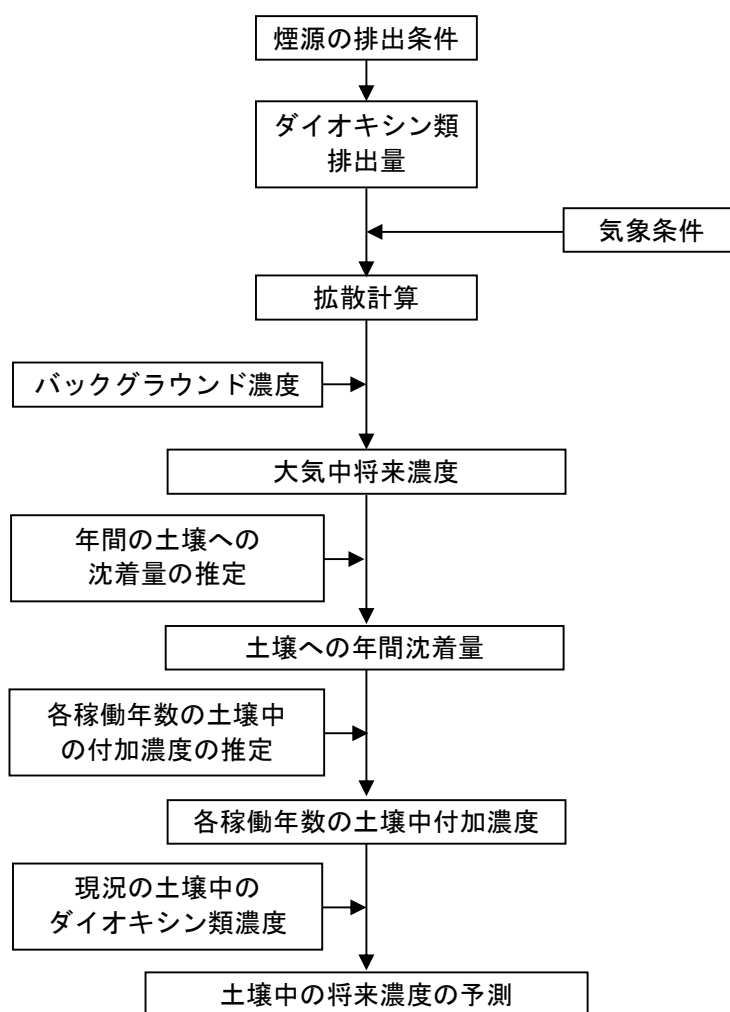 煙源の排出条件
ダイオキシン類
排出量
気象条件
拡散計算
バックグラウンド濃度
大気中将来濃度
年間の土壌への
沈着量の推定
土壌への年間沈着量
各稼働年数の土壌中
の付加濃度の推定
各稼働年数の土壌中付加濃度
現況の土壌中の
ダイオキシン類濃度
土壌中の将来濃度の予測